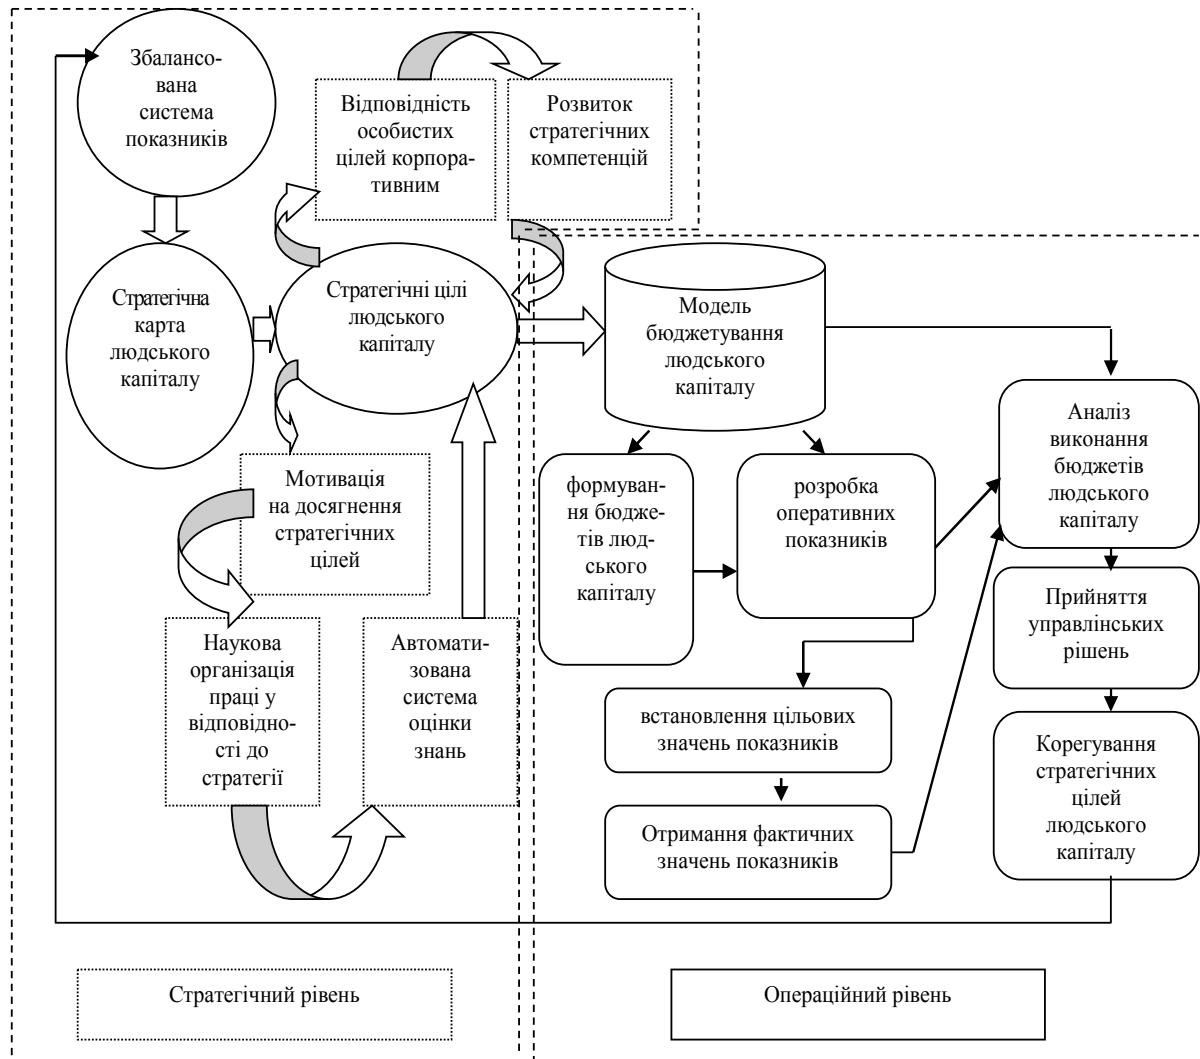 Збалансо-
вана
система
показників
Відповідність
особистих
цілей корпора-
тивним
Розвиток
стратегічних
компетенцій
Стратегічна
карта
людського
капіталу
Стратегічні цілі
людського
капіталу
Модель
бюджетування
людського
капіталу
Мотивація
на досягнення
стратегічних
цілей
формуван-
ня бюдже-
тів люд-
ського
капіталу
розробка
оперативних
показників
Аналіз
виконання
бюджетів
людського
капіталу
Прийняття
управлінських
рішень
Наукова
організація
праці у
відповідно-
сті до
стратегії
Автомати-
зована
система
оцінки
знань
встановлення цільових
значень показників
Отримання фактичних
значень показників
Корегування
стратегічних
цілей
людського
капіталу
Стратегічний рівень
Операційний рівень